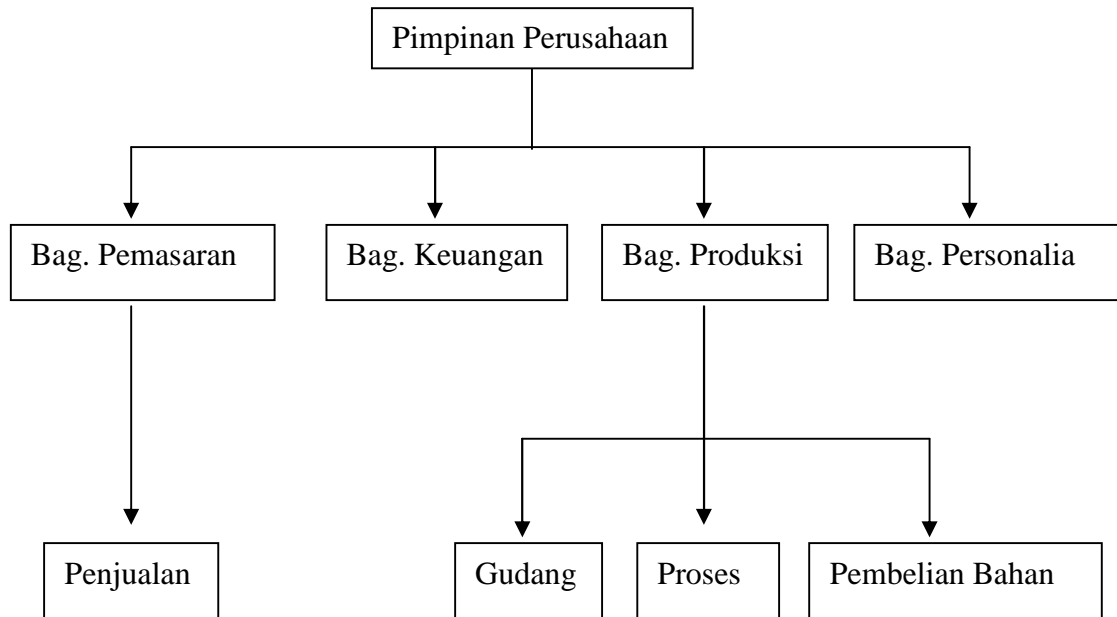 Pimpinan Perusahaan
Bag. Pemasaran
Bag. Keuangan
Bag. Produksi
Bag. Personalia
Penjualan
Gudang
Proses
Pembelian Bahan